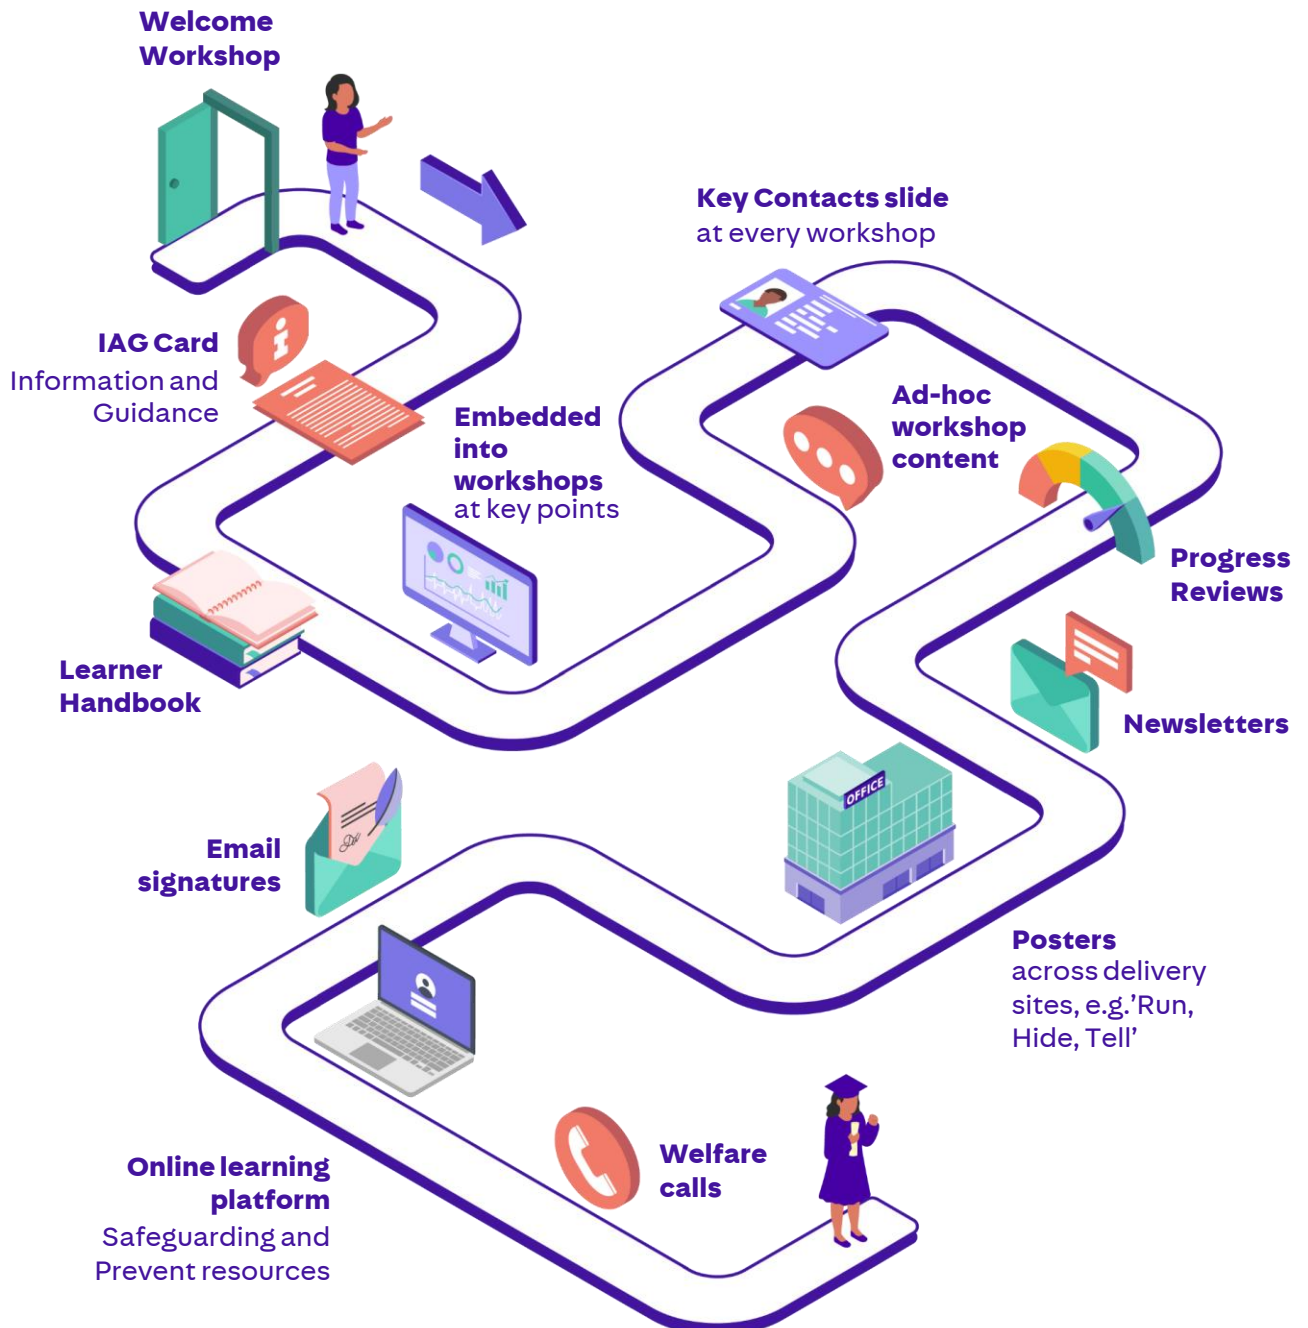 Welcome
Workshop
Key Contacts slide
at every workshop
IAG Card
Information and
Guidance
Embedded
into
workshops
at key points
Ad-hoc
workshop
content
Progress
Reviews
Learner
Handbook
Newsletters
OFFICE
Email
signatures
Posters
across delivery
sites, e.g.’Run,
Hide, Tell’
Welfare
calls
Online learning
platform
Safeguarding and
Prevent resources